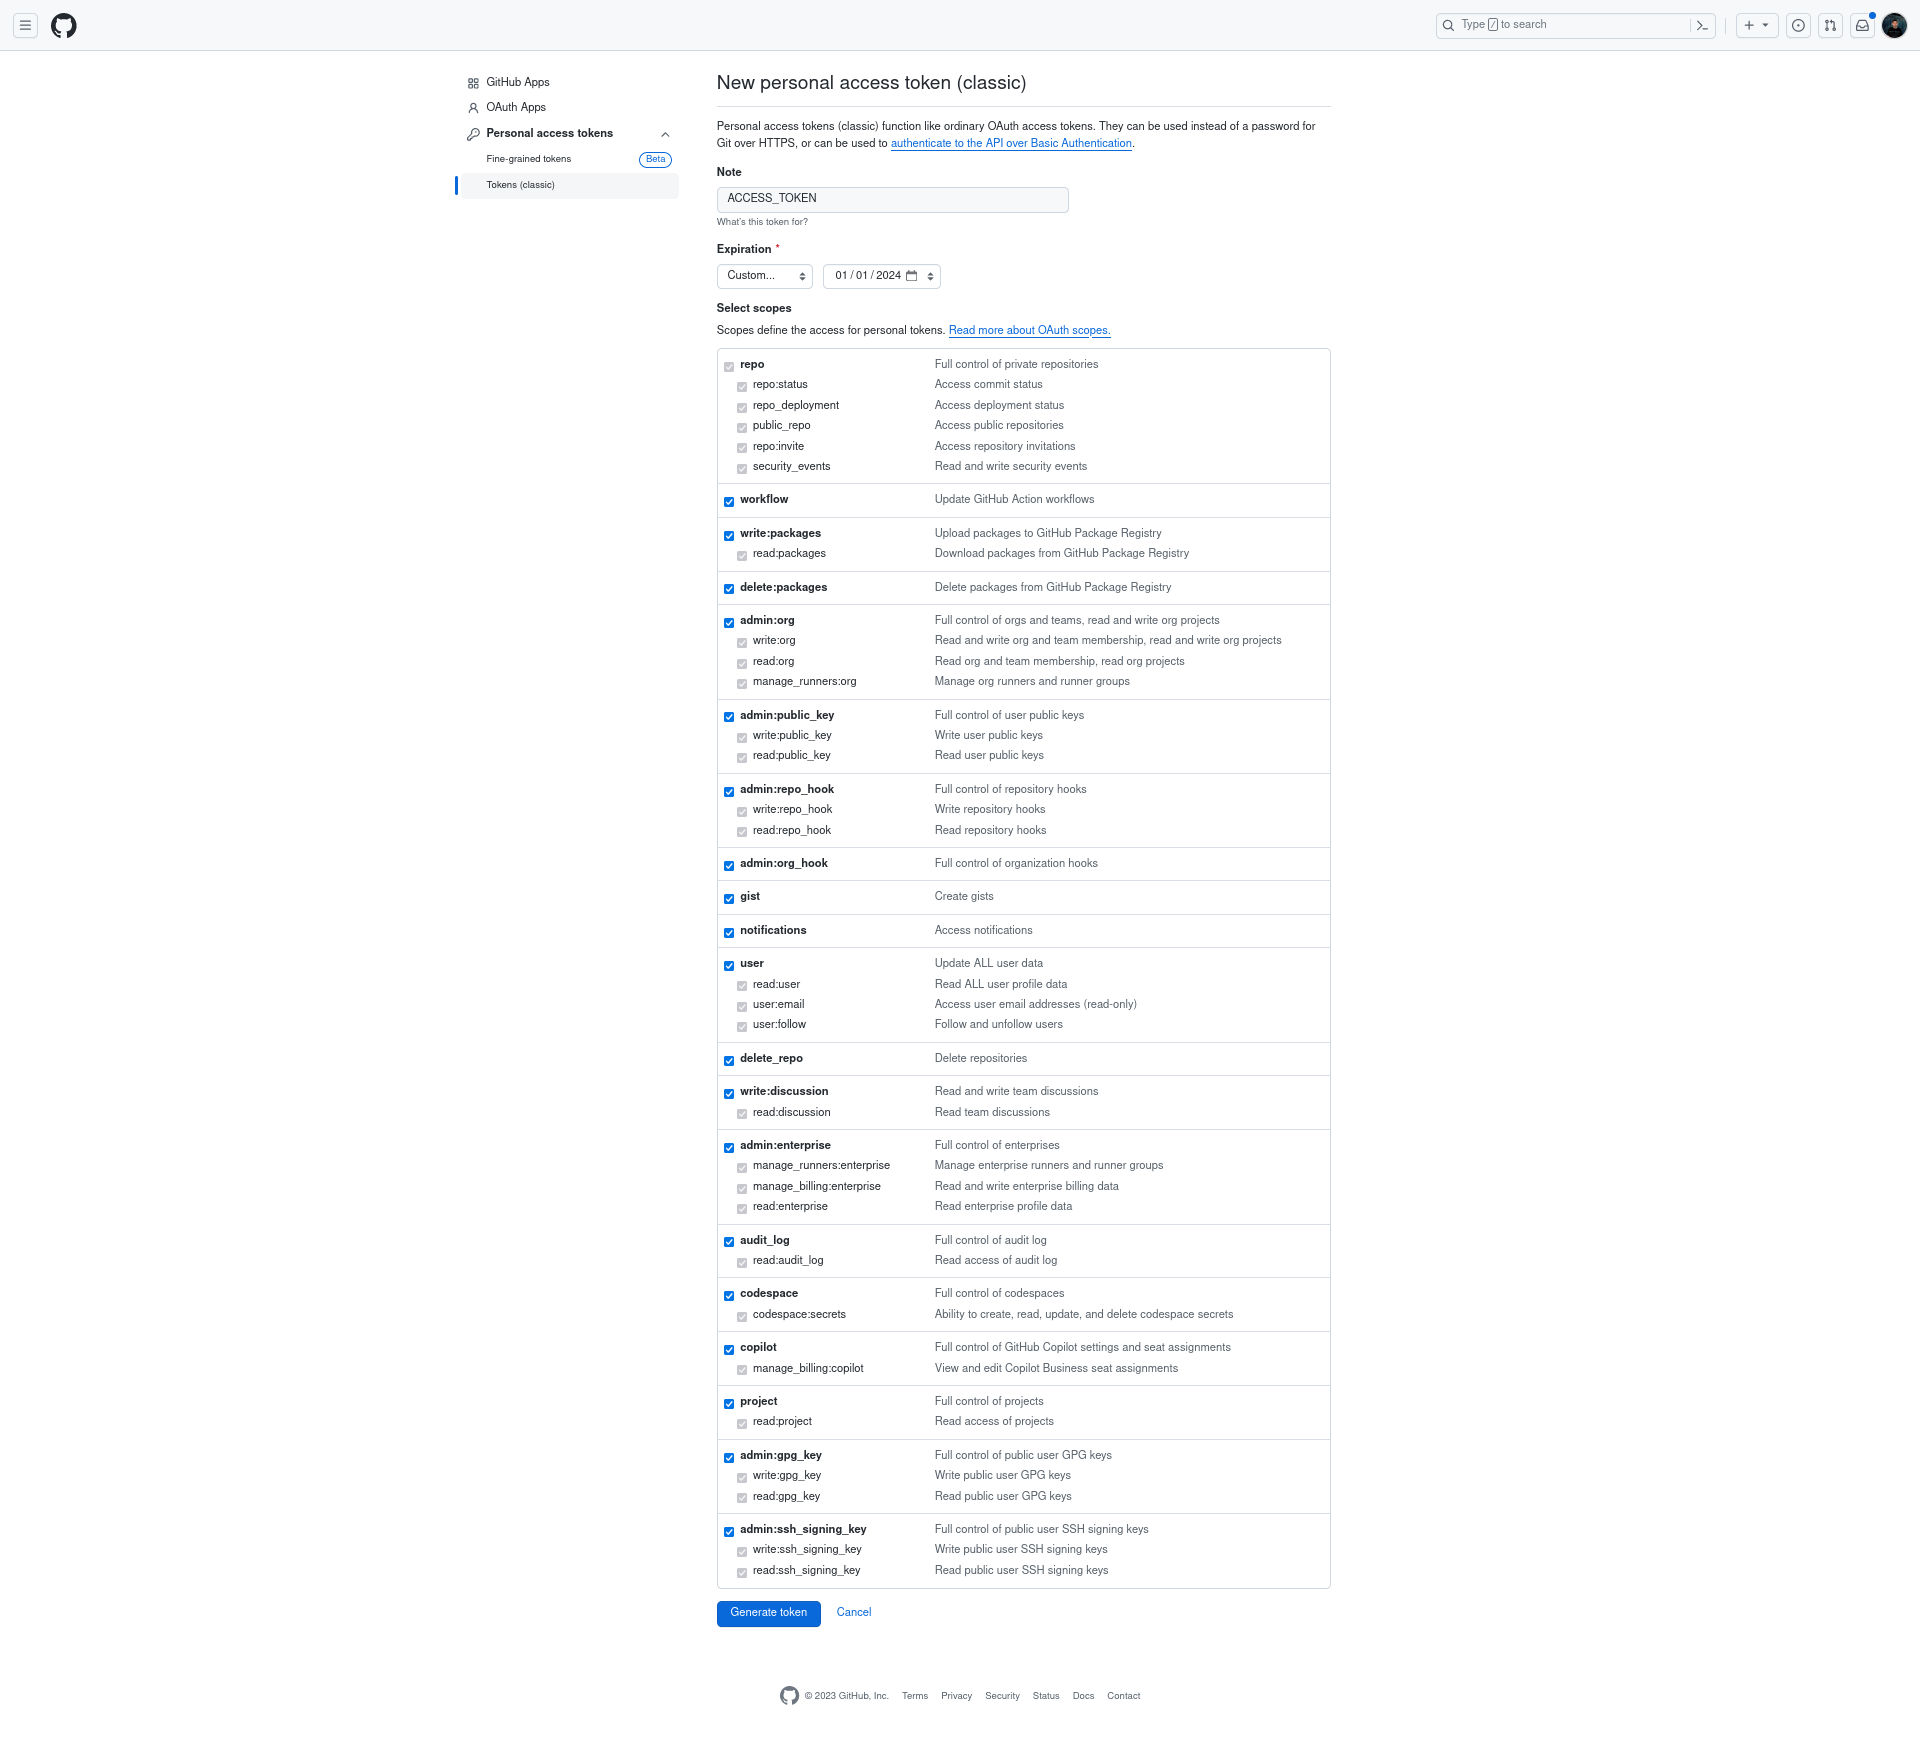 Type / to search
GitHub Apps
OAuth Apps
Personal access tokens
Fine-grained tokens Beta
Tokens (classic)
New personal access token (classic)
Personal access tokens (classic) function like ordinary OAuth access tokens. They can be used instead of a password for
Git over HTTPS, or can be used to authenticate to the API over Basic Authentication.
Note
ACCESS_TOKEN
What's this token for?
Expiration *
Custom... 01 / 01 / 2024
Select scopes
Scopes define the access for personal tokens. Read more about OAuth scopes.
repo Full control of private repositories
repo:status Access commit status
repo_deployment Access deployment status
public_repo Access public repositories
repo:invite Access repository invitations
security_events Read and write security events
workflow Update GitHub Action workflows
write:packages Upload packages to GitHub Package Registry
read:packages Download packages from GitHub Package Registry
delete:packages Delete packages from GitHub Package Registry
admin:org Full control of orgs and teams, read and write org projects
write:org Read and write org and team membership, read and write org projects
read:org Read org and team membership, read org projects
manage_runners:org Manage org runners and runner groups
admin:public_key Full control of user public keys
write:public_key Write user public keys
read:public_key Read user public keys
admin:repo_hook Full control of repository hooks
write:repo_hook Write repository hooks
read:repo_hook Read repository hooks
admin:org_hook Full control of organization hooks
gist Create gists
notifications Access notifications
user Update ALL user data
read:user Read ALL user profile data
user:email Access user email addresses (read-only)
user:follow Follow and unfollow users
delete_repo Delete repositories
write:discussion Read and write team discussions
read:discussion Read team discussions
admin:enterprise Full control of enterprises
manage_runners:enterprise Manage enterprise runners and runner groups
manage_billing:enterprise Read and write enterprise billing data
read:enterprise Read enterprise profile data
audit_log Full control of audit log
read:audit_log Read access of audit log
codespace Full control of codespaces
codespace:secrets Ability to create, read, update, and delete codespace secrets
copilot Full control of GitHub Copilot settings and seat assignments
manage_billing:copilot View and edit Copilot Business seat assignments
project Full control of projects
read:project Read access of projects
admin:gpg_key Full control of public user GPG keys
write:gpg_key Write public user GPG keys
read:gpg_key Read public user GPG keys
admin:ssh_signing_key Full control of public user SSH signing keys
write:ssh_signing_key Write public user SSH signing keys
read:ssh_signing_key Read public user SSH signing keys
Generate token Cancel
© 2023 GitHub, Inc. Terms Privacy Security Status Docs Contact